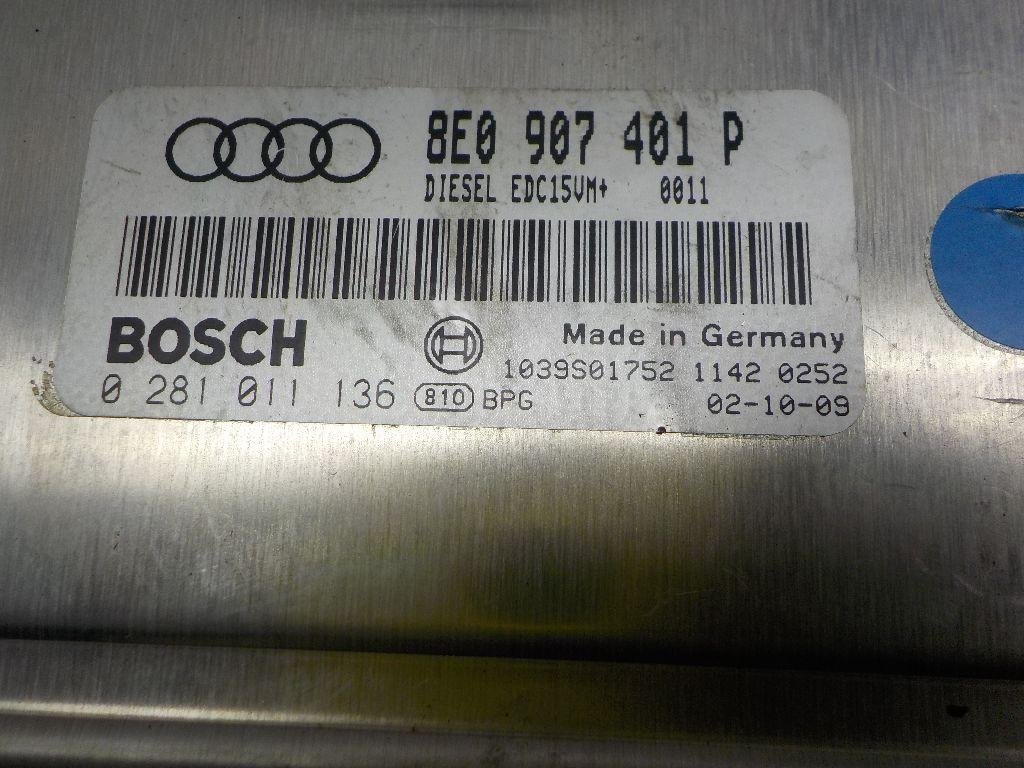 8E0 907 401 P
DIESEL EDC15VM+ 0011
BOSCH
Made in Germany
1039S01752 1142 0252
0 281 011 136 810 BPG
02-10-09